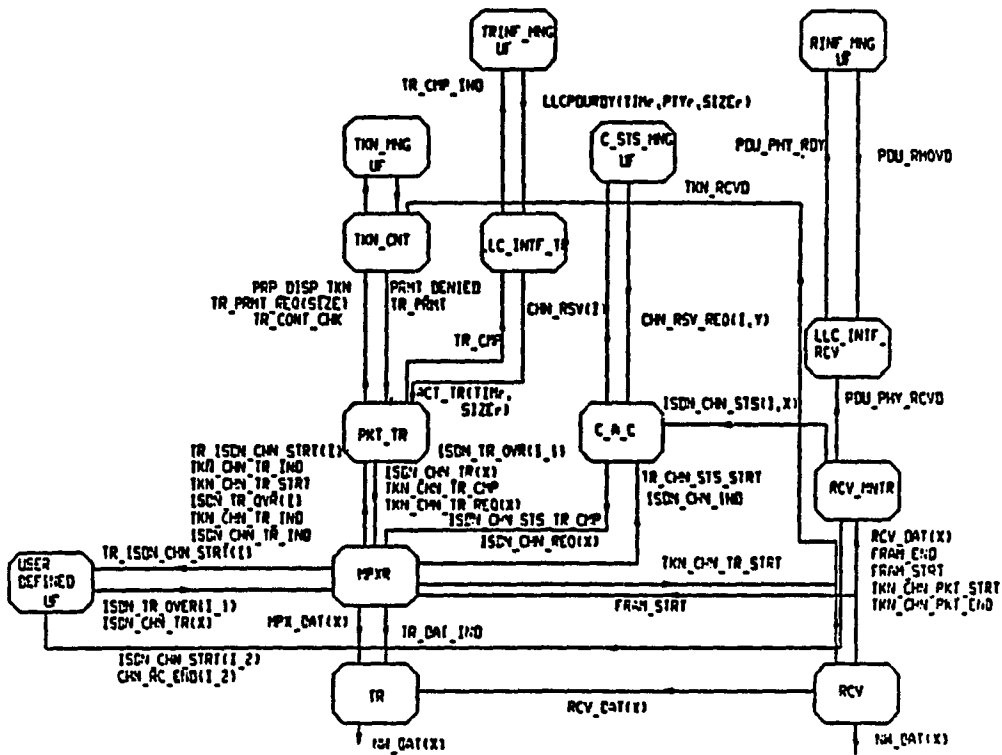 TRINF_MNG
UF
RINF_MNG
UF
TR_CMP_IND
LLCPDURDY(TIMr,PTYr,SIZEr)
TKN_MNG
UF
C_STS_MNG
UF
PDU_PHY_RDY
PDU_RMOVD
TKN_RCVD
TKN_CNT
LLC_INTF_TR
PRP_DISP_TKN
TR_PRMT_REQ(SIZE)
TR_CONT_CHK
PRMT_DENIED
TR_PRMT
CHN_RSV(I)
CHN_RSV_REQ(I,Y)
LLC_INTF_
RCV
TR_CMP
ACT_TR(TIMr,
SIZEr)
PDU_PHY_RCVD
ISDN_CHN_STS(I,X)
PKT_TR
C_A_C
RCV_MNTR
TR_ISDN_CHN_STRT(I)
TKN_CHN_TR_IND
TKN_CHN_TR_STRT
ISDN_TR_OVR(I)
TKN_CHN_TR_IND
ISDN_CHN_TR_IND
ISDN_TR_OVR(I_1)
ISDN_CHN_TR(X)
TKN_CHN_TR_CMP
TKN_CHN_TR_REQ(X)
ISDN_CHN_STS_TR_CMP
ISDN_CHN_REQ(X)
TR_CHN_STS_STRT
ISDN_CHN_IND
RCV_DAT(X)
FRAM_END
FRAM_STRT
TKN_CHN_PKT_STRT
TKN_CHN_PKT_END
TR_ISDN_CHN_STRT(I)
USER
DEFINED
UF
MPXR
TKN_CHN_TR_STRT
FRAM_STRT
ISDN_TR_OVER(I_1)
ISDN_CHN_TR(X)
MPX_DAT(X)
TR_DAT_IND
ISDN_CHN_STRT(I_2)
CHN_RC_END(I_2)
TR
RCV
RCV_DAT(X)
NW_DAT(X)
NW_DAT(X)